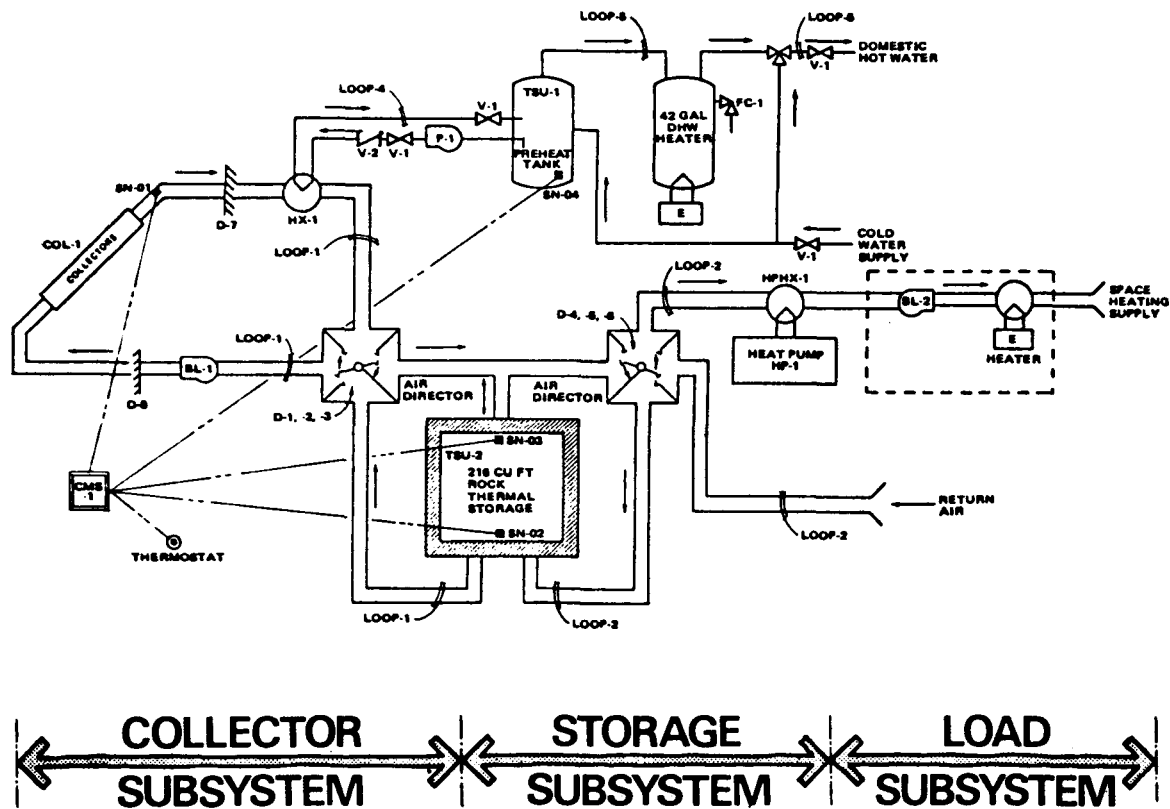 LOOP-5
LOOP-5
DOMESTIC
HOT WATER
V-1
LOOP-4
V-1
TSU-1
42 GAL
DHW
HEATER
FC-1
V-2
V-1
P-1
PREHEAT
TANK
SN-04
E
SN-01
D-7
HX-1
COL-1
COLLECTORS
LOOP-1
COLD
WATER
SUPPLY
V-1
LOOP-2
HPHX-1
BL-2
SPACE
HEATING
SUPPLY
D-4, -5, -6
LOOP-1
HEAT PUMP
HP-1
E
HEATER
BL-1
D-8
AIR
DIRECTOR
AIR
DIRECTOR
D-1, -2, -3
SN-03
TSU-2
216 CU FT
ROCK
THERMAL
STORAGE
SN-02
CMS
-1
RETURN
AIR
LOOP-2
THERMOSTAT
LOOP-1
LOOP-2
COLLECTOR
SUBSYSTEM
STORAGE
SUBSYSTEM
LOAD
SUBSYSTEM